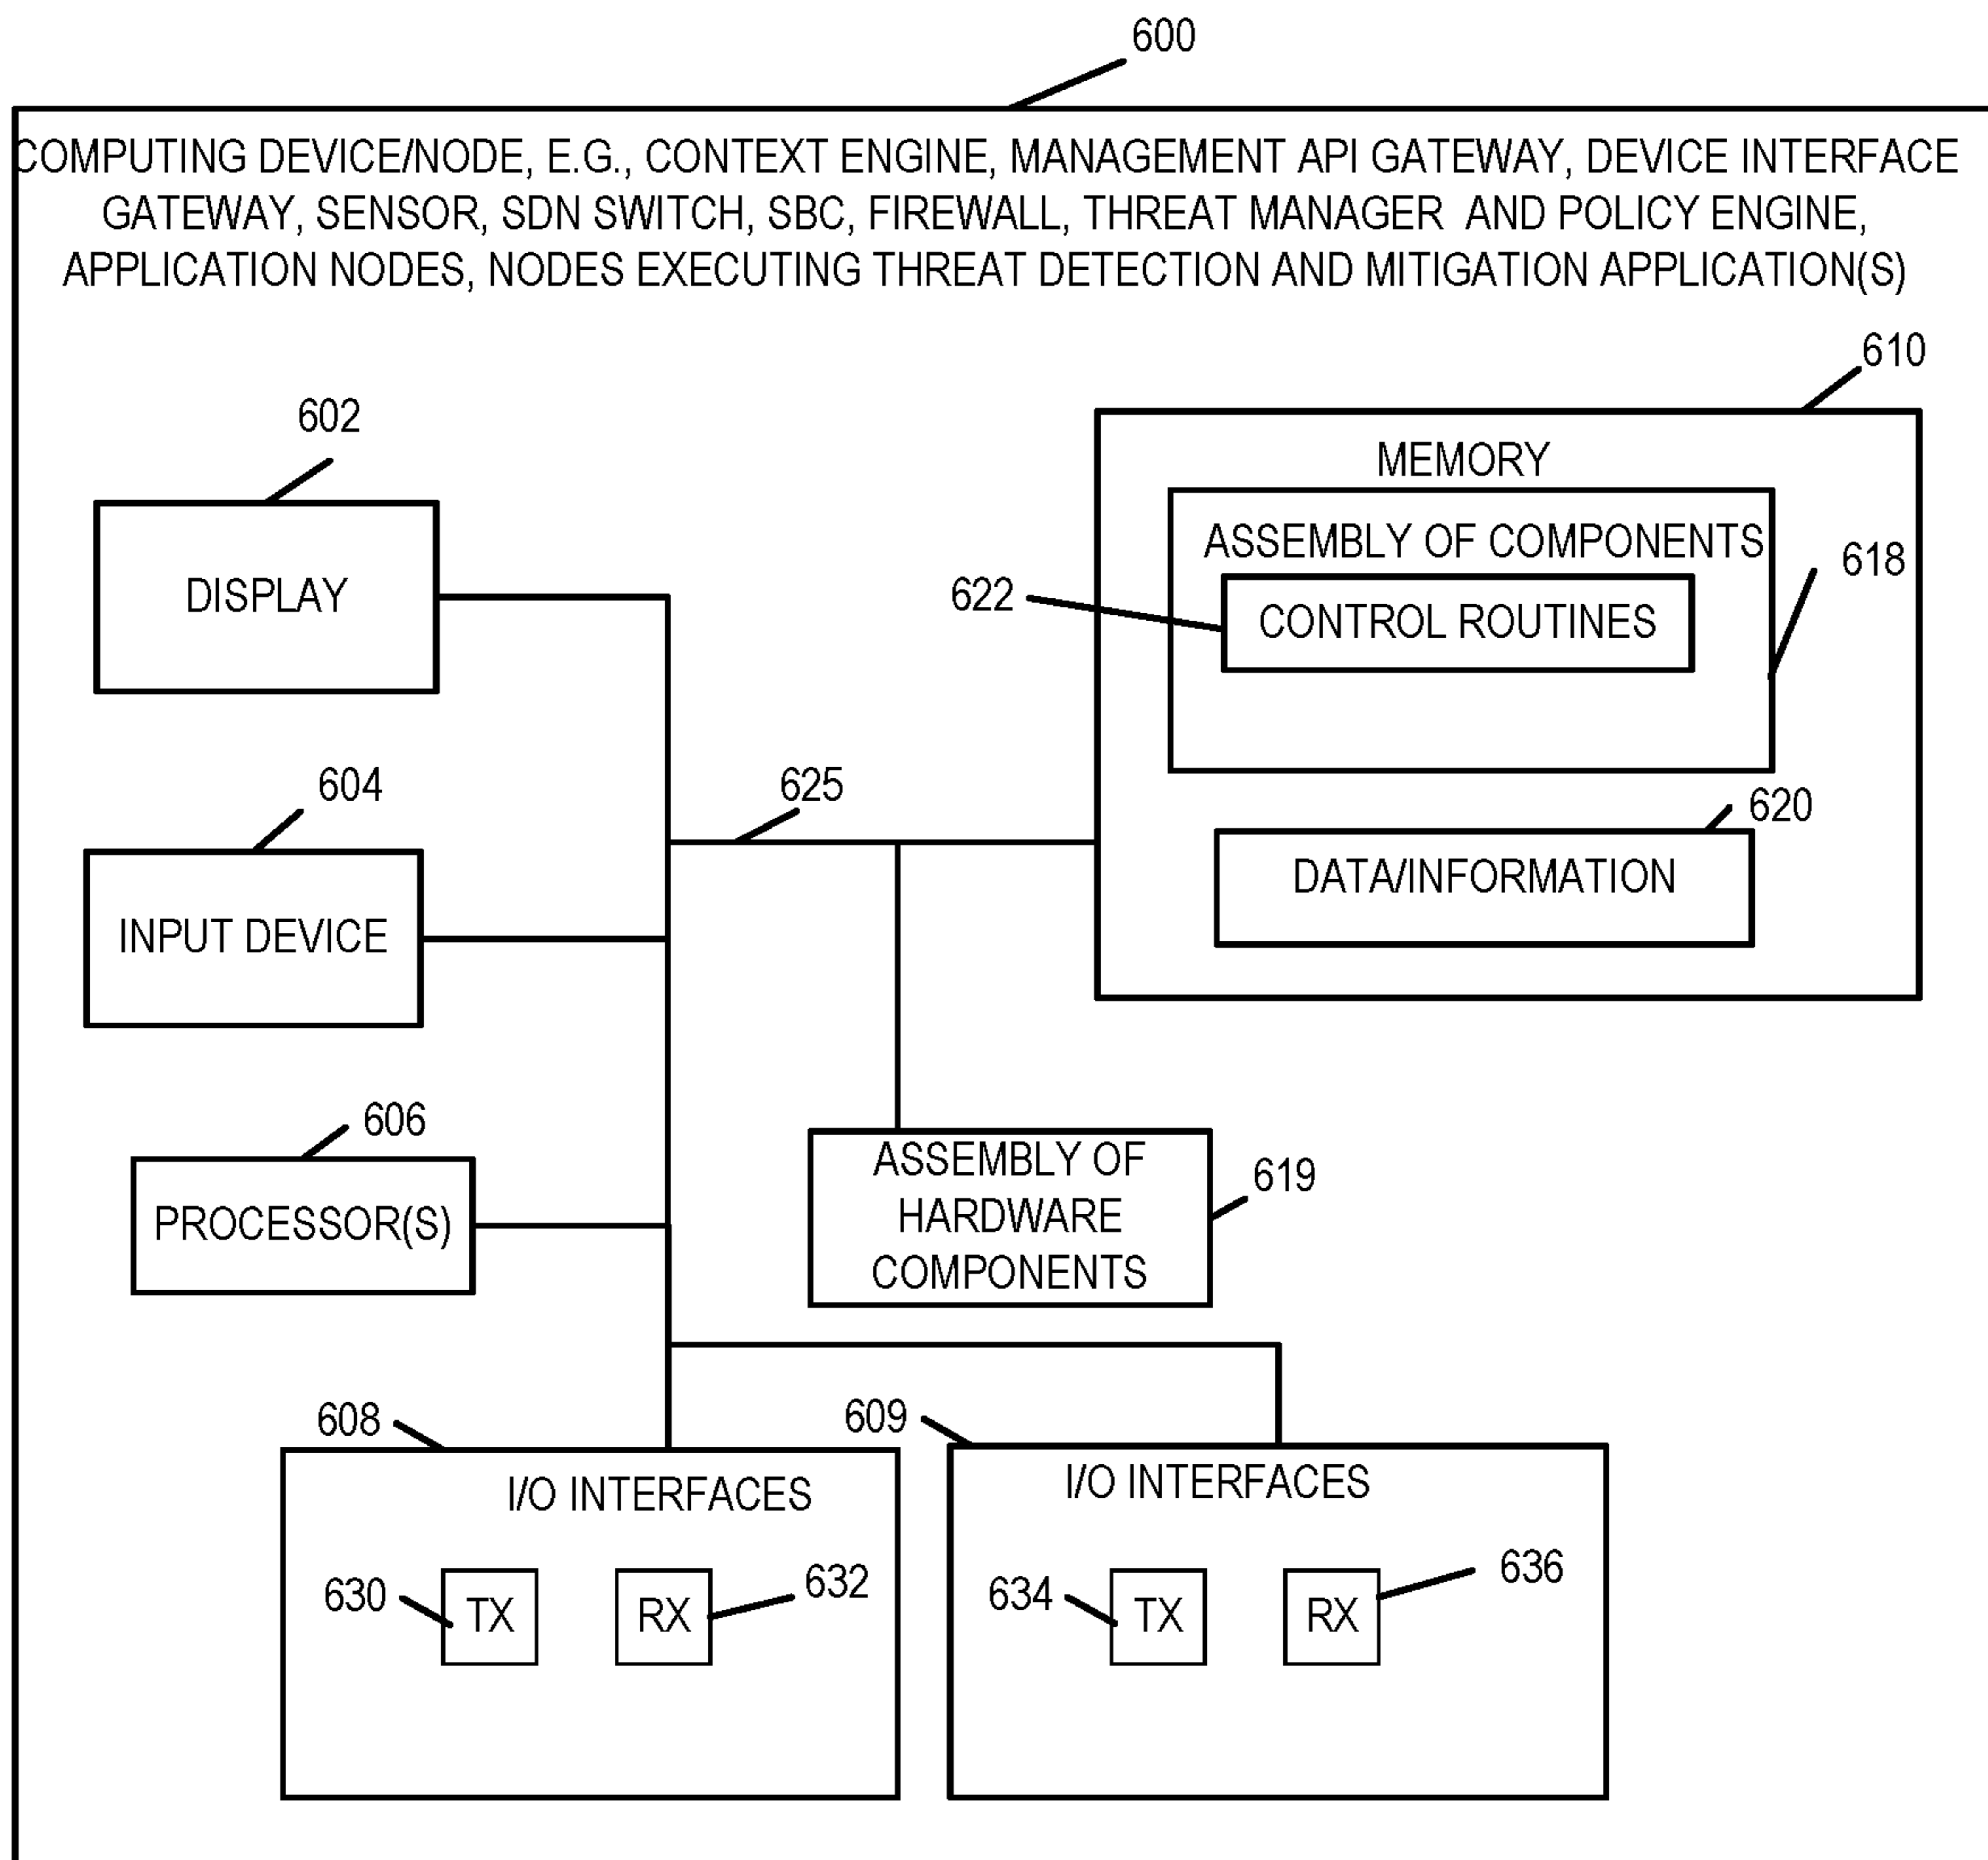 600
COMPUTING DEVICE/NODE, E.G., CONTEXT ENGINE, MANAGEMENT API GATEWAY, DEVICE INTERFACE
GATEWAY, SENSOR, SDN SWITCH, SBC, FIREWALL, THREAT MANAGER AND POLICY ENGINE,
APPLICATION NODES, NODES EXECUTING THREAT DETECTION AND MITIGATION APPLICATION(S)
610
602
MEMORY
ASSEMBLY OF COMPONENTS
618
DISPLAY
622
CONTROL ROUTINES
604
625
620
DATA/INFORMATION
INPUT DEVICE
606
ASSEMBLY OF
HARDWARE
COMPONENTS
619
PROCESSOR(S)
608
609
I/O INTERFACES
I/O INTERFACES
630
TX
RX
632
634
TX
RX
636